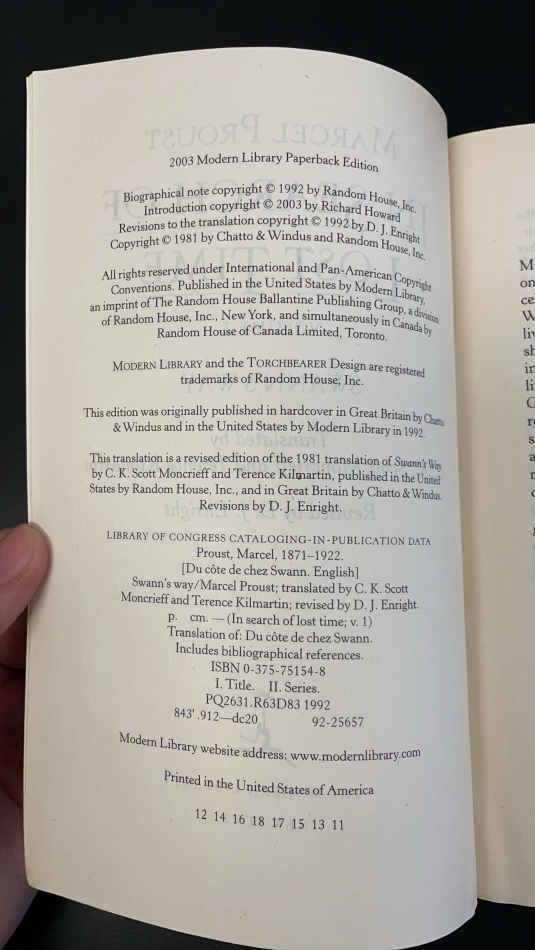 2003 Modern Library Paperback Edition
Biographical note copyright © 1992 by Random House, Inc.
Introduction copyright © 2003 by Richard Howard
Revisions to the translation copyright © 1992 by D. J. Enright
Copyright © 1981 by Chatto & Windus and Random House, Inc.
All rights reserved under International and Pan-American Copyright
Conventions. Published in the United States by Modern Library,
an imprint of The Random House Ballantine Publishing Group, a division
of Random House, Inc., New York, and simultaneously in Canada by
Random House of Canada Limited, Toronto.
MODERN LIBRARY and the TORCHBEARER Design are registered
trademarks of Random House, Inc.
This edition was originally published in hardcover in Great Britain by Chatto
& Windus and in the United States by Modern Library in 1992.
This translation is a revised edition of the 1981 translation of Swann's Way
by C. K. Scott Moncrieff and Terence Kilmartin, published in the United
States by Random House, Inc., and in Great Britain by Chatto & Windus.
Revisions by D. J. Enright.
LIBRARY OF CONGRESS CATALOGING-IN-PUBLICATION DATA
Proust, Marcel, 1871–1922.
[Du côte de chez Swann. English]
Swann's way/Marcel Proust; translated by C. K. Scott
Moncrieff and Terence Kilmartin; revised by D. J. Enright.
p. cm. — (In search of lost time; v. 1)
Translation of: Du côte de chez Swann.
Includes bibliographical references.
ISBN 0-375-75154-8
I. Title. II. Series.
PQ2631.R63D83 1992
843'.912—dc20 92-25657
Modern Library website address: www.modernlibrary.com
Printed in the United States of America
12 14 16 18 17 15 13 11